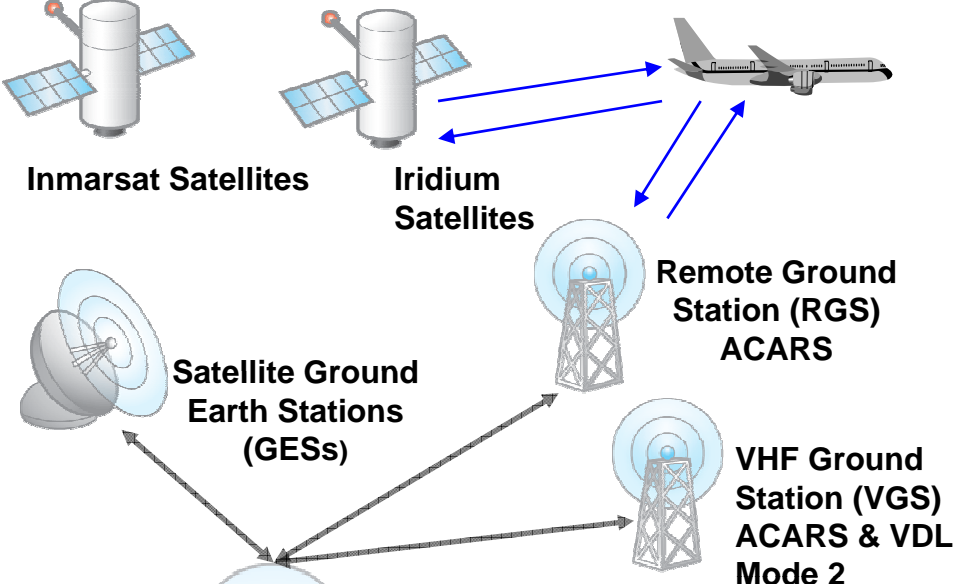 Inmarsat Satellites
Iridium
Satellites
Remote Ground
Station (RGS)
ACARS
Satellite Ground
Earth Stations
(GESs)
VHF Ground
Station (VGS)
ACARS & VDL
Mode 2